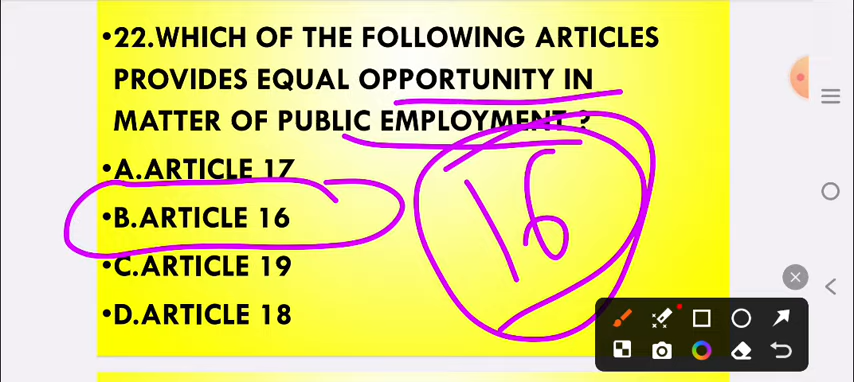 •22.WHICH OF THE FOLLOWING ARTICLES
PROVIDES EQUAL OPPORTUNITY IN
MATTER OF PUBLIC EMPLOYMENT ?
•A.ARTICLE 17
•B.ARTICLE 16
16
•C.ARTICLE 19
•D.ARTICLE 18